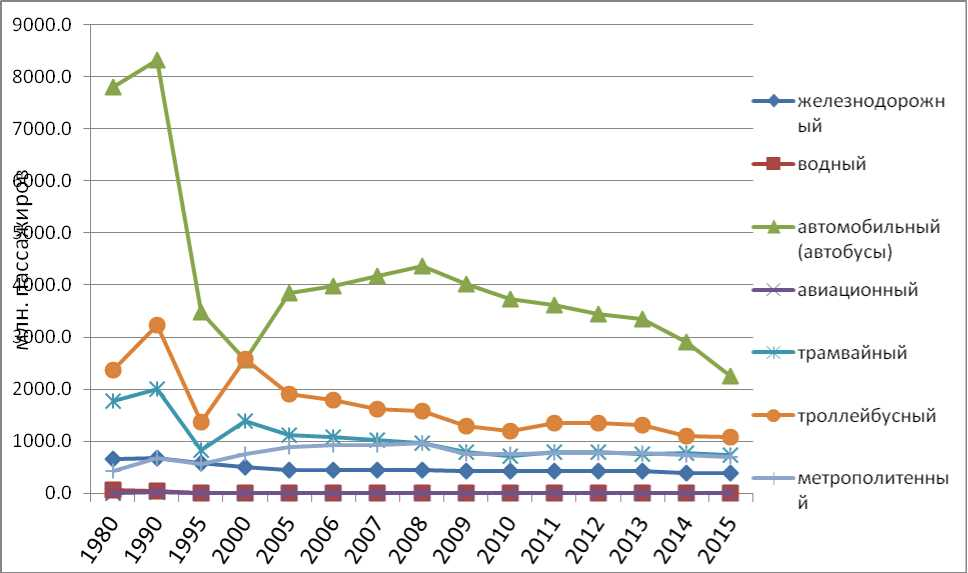 9000.0
8000.0
7000.0
6000.0
5000.0
4000.0
3000.0
2000.0
1000.0
0.0
млн. пассажиров
1980
1990
1995
2000
2005
2006
2007
2008
2009
2010
2011
2012
2013
2014
2015
железнодорожн
ый
водный
автомобильный
(автобусы)
авиационный
трамвайный
троллейбусный
метрополитенны
й